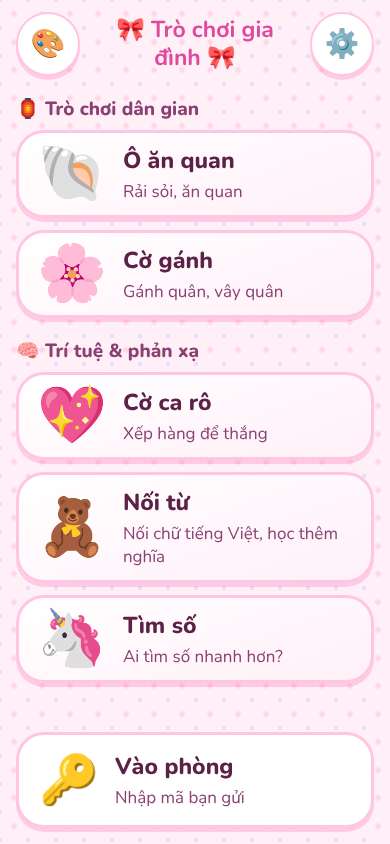 Trò chơi gia
đình
Trò chơi dân gian
Ô ăn quan
Rải sỏi, ăn quan
Cờ gánh
Gánh quân, vây quân
Trí tuệ & phản xạ
Cờ ca rô
Xếp hàng để thắng
Nối từ
Nối chữ tiếng Việt, học thêm
nghĩa
Tìm số
Ai tìm số nhanh hơn?
Vào phòng
Nhập mã bạn gửi